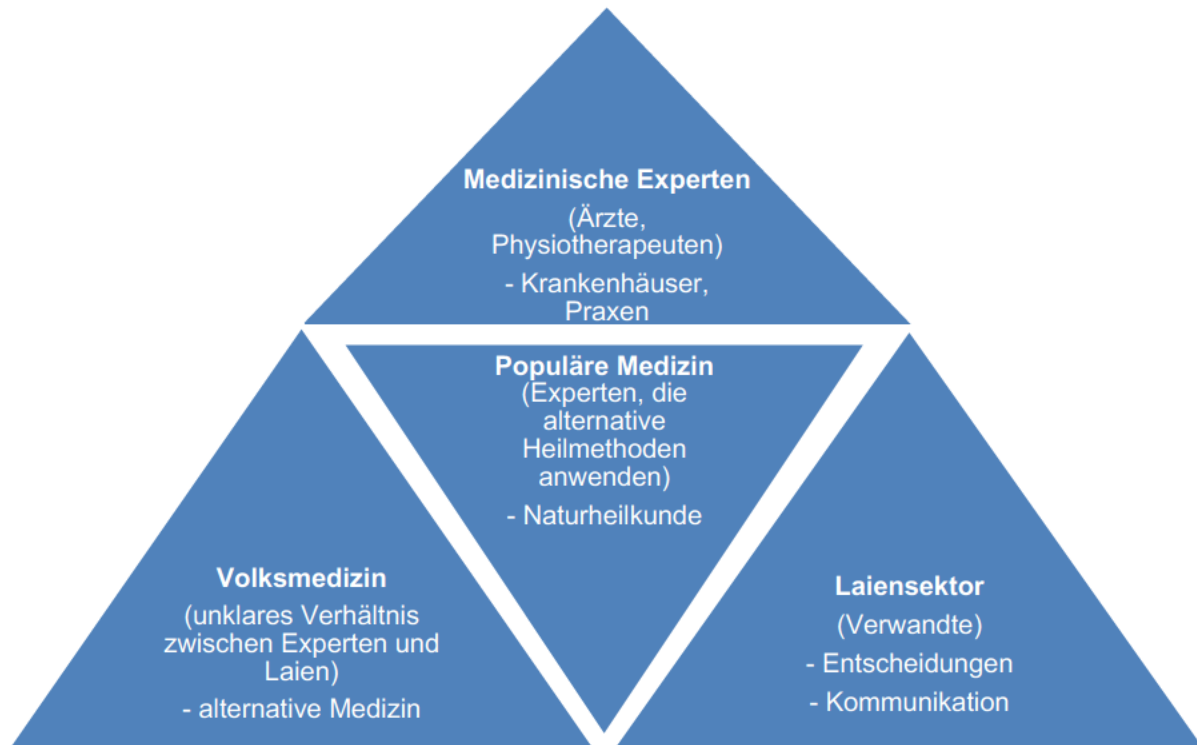 Medizinische Experten
(Ärzte,
Physiotherapeuten)
- Krankenhäuser,
Praxen
Populäre Medizin
(Experten, die
alternative
Heilmethoden
anwenden)
- Naturheilkunde
Volksmedizin
(unklares Verhältnis
zwischen Experten und
Laien)
- alternative Medizin
Laiensektor
(Verwandte)
- Entscheidungen
- Kommunikation